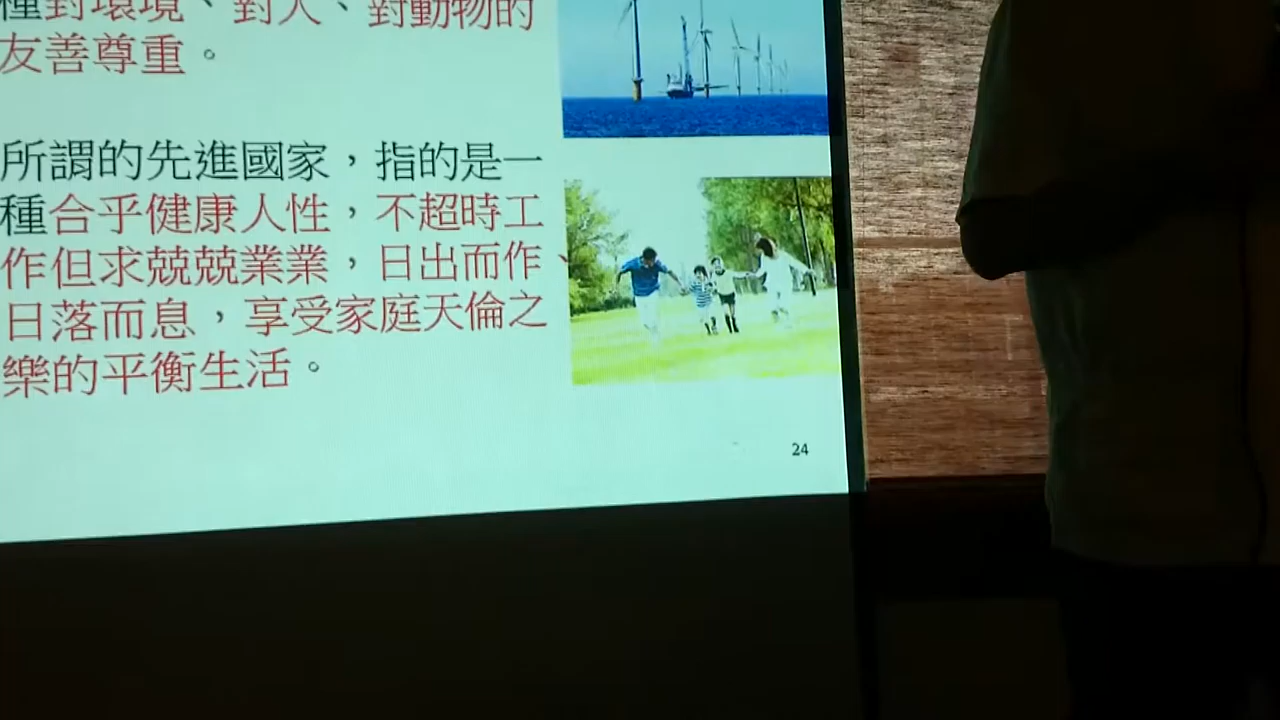 種對環境、對人、對動物的
友善尊重。
所謂的先進國家，指的是一
種合乎健康人性，不超時工
作但求兢兢業業，日出而作、
日落而息，享受家庭天倫之
樂的平衡生活。
24